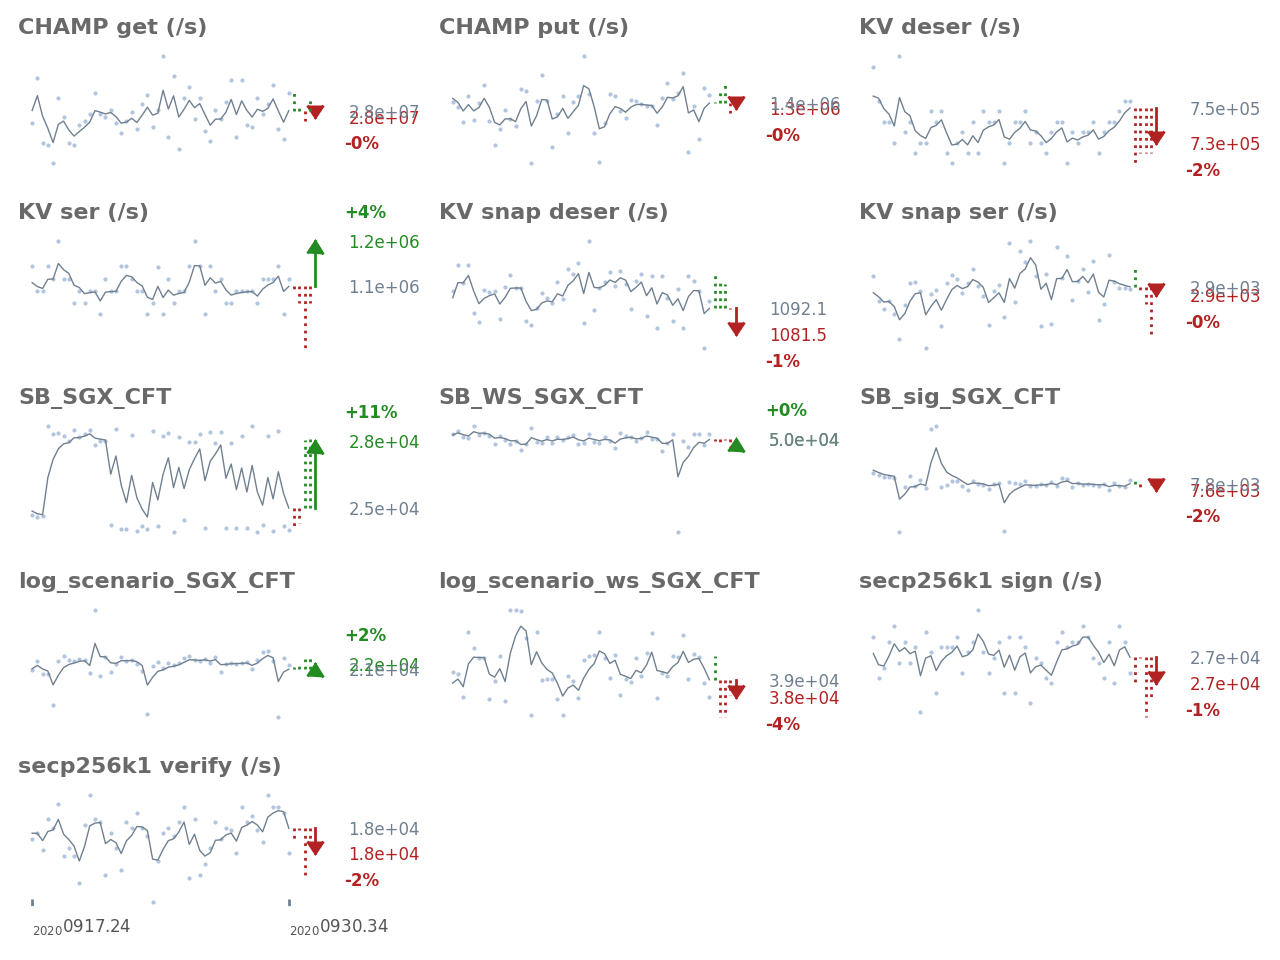 CHAMP get (/s)
CHAMP put (/s)
KV deser (/s)
2.8e+07
2.8e+07
-0%
1.4e+06
1.3e+06
-0%
7.5e+05
7.3e+05
-2%
KV ser (/s)
KV snap deser (/s)
KV snap ser (/s)
+4%
1.2e+06
1.1e+06
1092.1
1081.5
-1%
2.9e+03
2.9e+03
-0%
SB_SGX_CFT
SB_WS_SGX_CFT
SB_sig_SGX_CFT
+11%
2.8e+04
2.5e+04
+0%
5.0e+04
7.8e+03
7.6e+03
-2%
log_scenario_SGX_CFT
log_scenario_ws_SGX_CFT
secp256k1 sign (/s)
+2%
2.2e+04
2.1e+04
3.9e+04
3.8e+04
-4%
2.7e+04
2.7e+04
-1%
secp256k1 verify (/s)
1.8e+04
1.8e+04
-2%
20200917.24
20200930.34